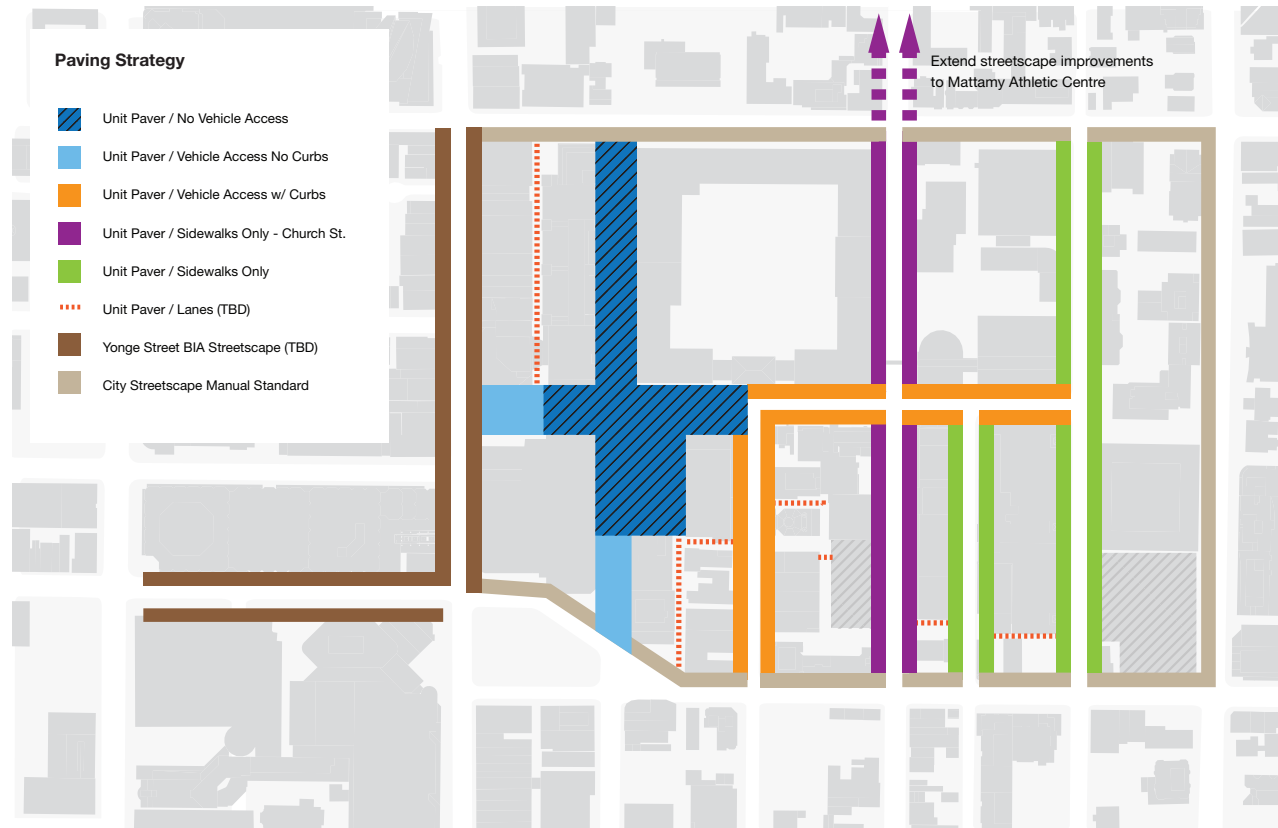 Paving Strategy
Unit Paver / No Vehicle Access
Unit Paver / Vehicle Access No Curbs
Unit Paver / Vehicle Access w/ Curbs
Unit Paver / Sidewalks Only - Church St.
Unit Paver / Sidewalks Only
Unit Paver / Lanes (TBD)
Yonge Street BIA Streetscape (TBD)
City Streetscape Manual Standard
Extend streetscape improvements
to Mattamy Athletic Centre